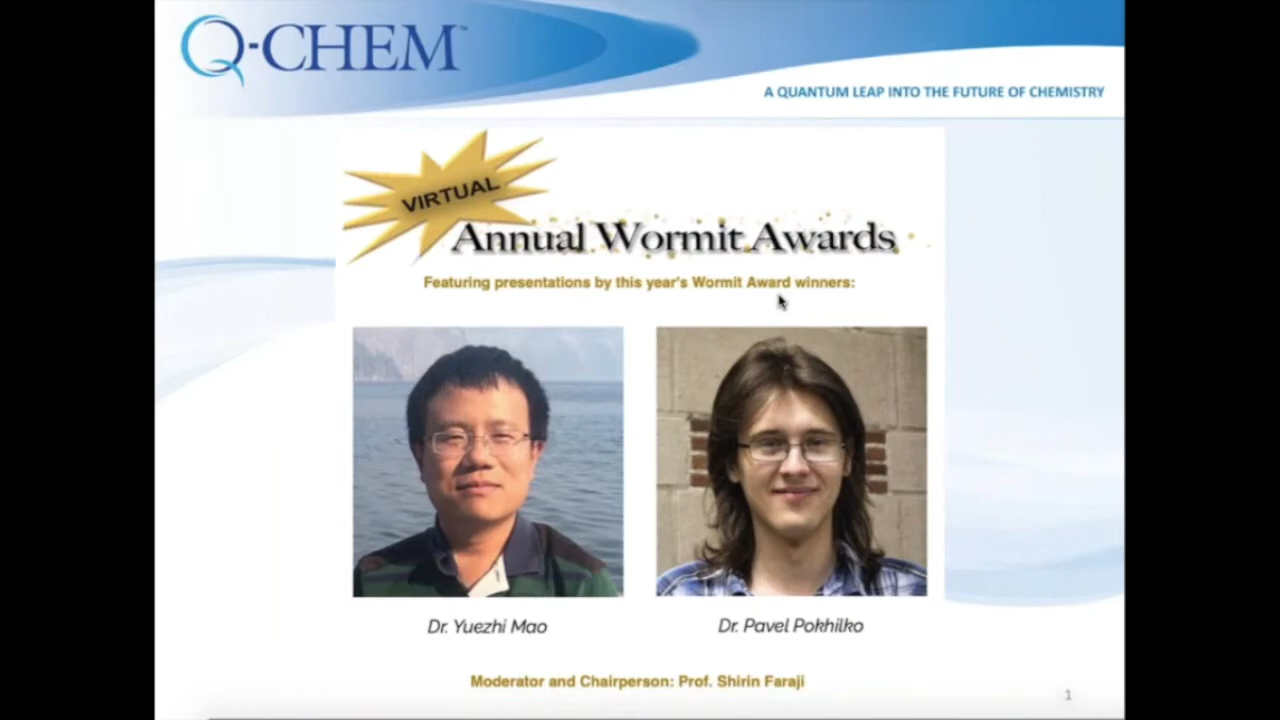 Q-CHEM™
A QUANTUM LEAP INTO THE FUTURE OF CHEMISTRY
VIRTUAL
Annual Wormit Awards
Featuring presentations by this year's Wormit Award winners:
Dr. Yuezhi Mao
Dr. Pavel Pokhilko
Moderator and Chairperson: Prof. Shirin Faraji
1